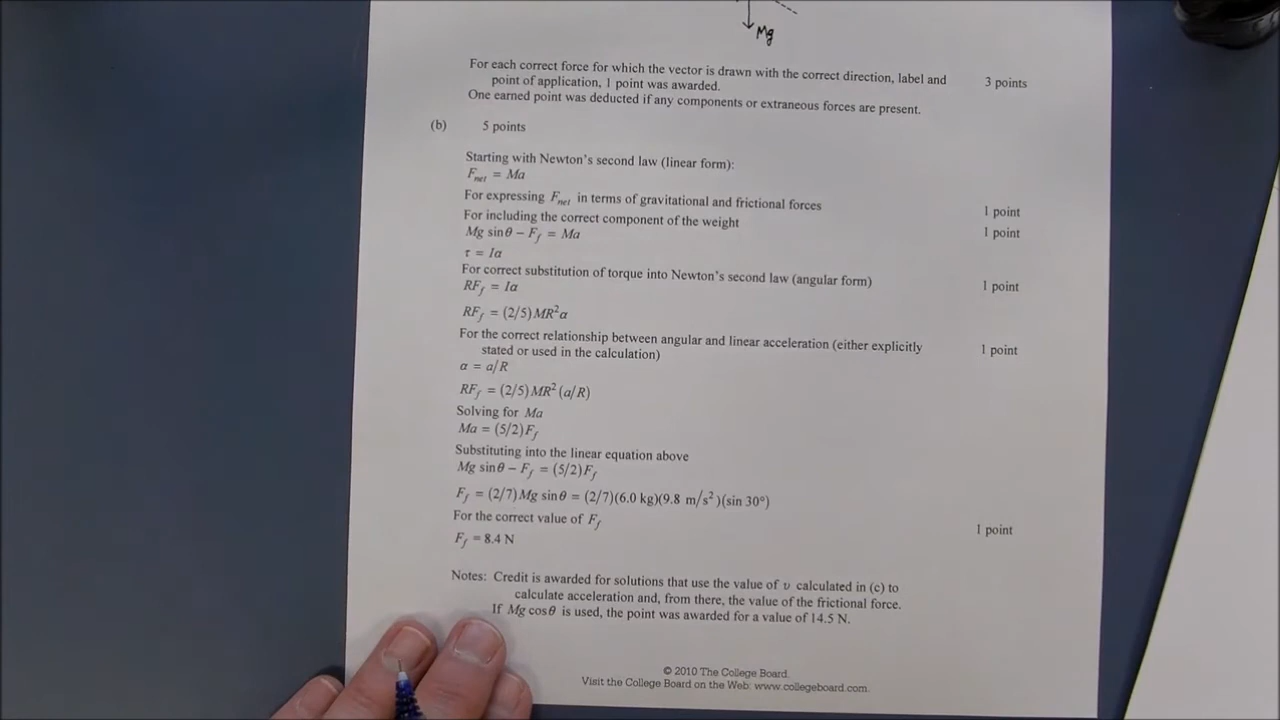 Mg
For each correct force for which the vector is drawn with the correct direction, label and 3 points
point of application, 1 point was awarded.
One earned point was deducted if any components or extraneous forces are present.
(b) 5 points
Starting with Newton's second law (linear form):
F_net = Ma
For expressing F_net in terms of gravitational and frictional forces 1 point
For including the correct component of the weight 1 point
Mg sinθ − F_f = Ma
τ = Iα
For correct substitution of torque into Newton's second law (angular form) 1 point
RF_f = Iα
RF_f = (2/5)MR²α
For the correct relationship between angular and linear acceleration (either explicitly 1 point
stated or used in the calculation)
α = a/R
RF_f = (2/5)MR²(a/R)
Solving for Ma
Ma = (5/2)F_f
Substituting into the linear equation above
Mg sinθ − F_f = (5/2)F_f
F_f = (2/7)Mg sinθ = (2/7)(6.0 kg)(9.8 m/s²)(sin 30°)
For the correct value of F_f 1 point
F_f = 8.4 N
Notes: Credit is awarded for solutions that use the value of υ calculated in (c) to
calculate acceleration and, from there, the value of the frictional force.
If Mg cosθ is used, the point was awarded for a value of 14.5 N.
© 2010 The College Board.
Visit the College Board on the Web: www.collegeboard.com.